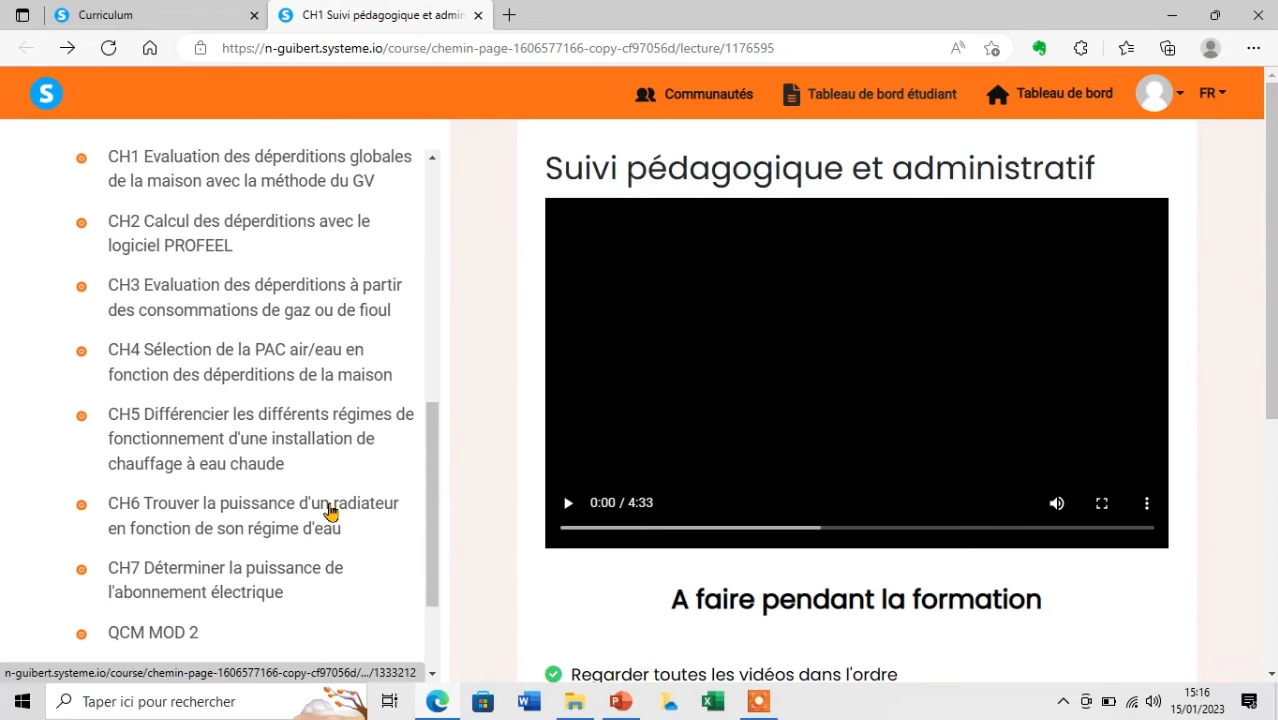 Curriculum
CH1 Suivi pédagogique et admin
https://n-guibert.systeme.io/course/chemin-page-1606577166-copy-cf97056d/lecture/1176595
S
Communautés
Tableau de bord étudiant
Tableau de bord
FR
CH1 Evaluation des déperditions globales
de la maison avec la méthode du GV
CH2 Calcul des déperditions avec le
logiciel PROFEEL
CH3 Evaluation des déperditions à partir
des consommations de gaz ou de fioul
CH4 Sélection de la PAC air/eau en
fonction des déperditions de la maison
CH5 Différencier les différents régimes de
fonctionnement d'une installation de
chauffage à eau chaude
CH6 Trouver la puissance d'un radiateur
en fonction de son régime d'eau
CH7 Déterminer la puissance de
l'abonnement électrique
QCM MOD 2
Suivi pédagogique et administratif
0:00 / 4:33
A faire pendant la formation
Regarder toutes les vidéos dans l'ordre
n-guibert.systeme.io/course/chemin-page-1606577166-copy-cf97056d/.../1333212
Taper ici pour rechercher
15:16
15/01/2023